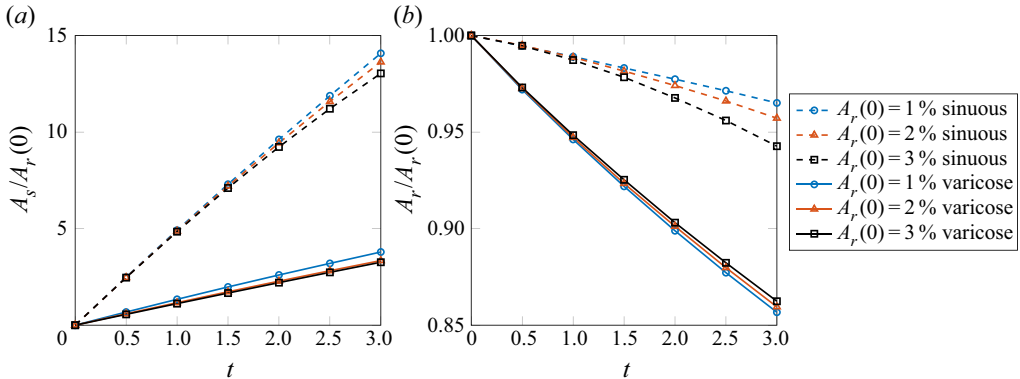 (a)
15
10
5
0
0.5
1.0
1.5
2.0
2.5
3.0
t
A_s/A_r(0)
(b)
1.00
0.95
0.90
0.85
0
0.5
1.0
1.5
2.0
2.5
3.0
t
A_r/A_r(0)
A_r(0) = 1 % sinuous
A_r(0) = 2 % sinuous
A_r(0) = 3 % sinuous
A_r(0) = 1 % varicose
A_r(0) = 2 % varicose
A_r(0) = 3 % varicose